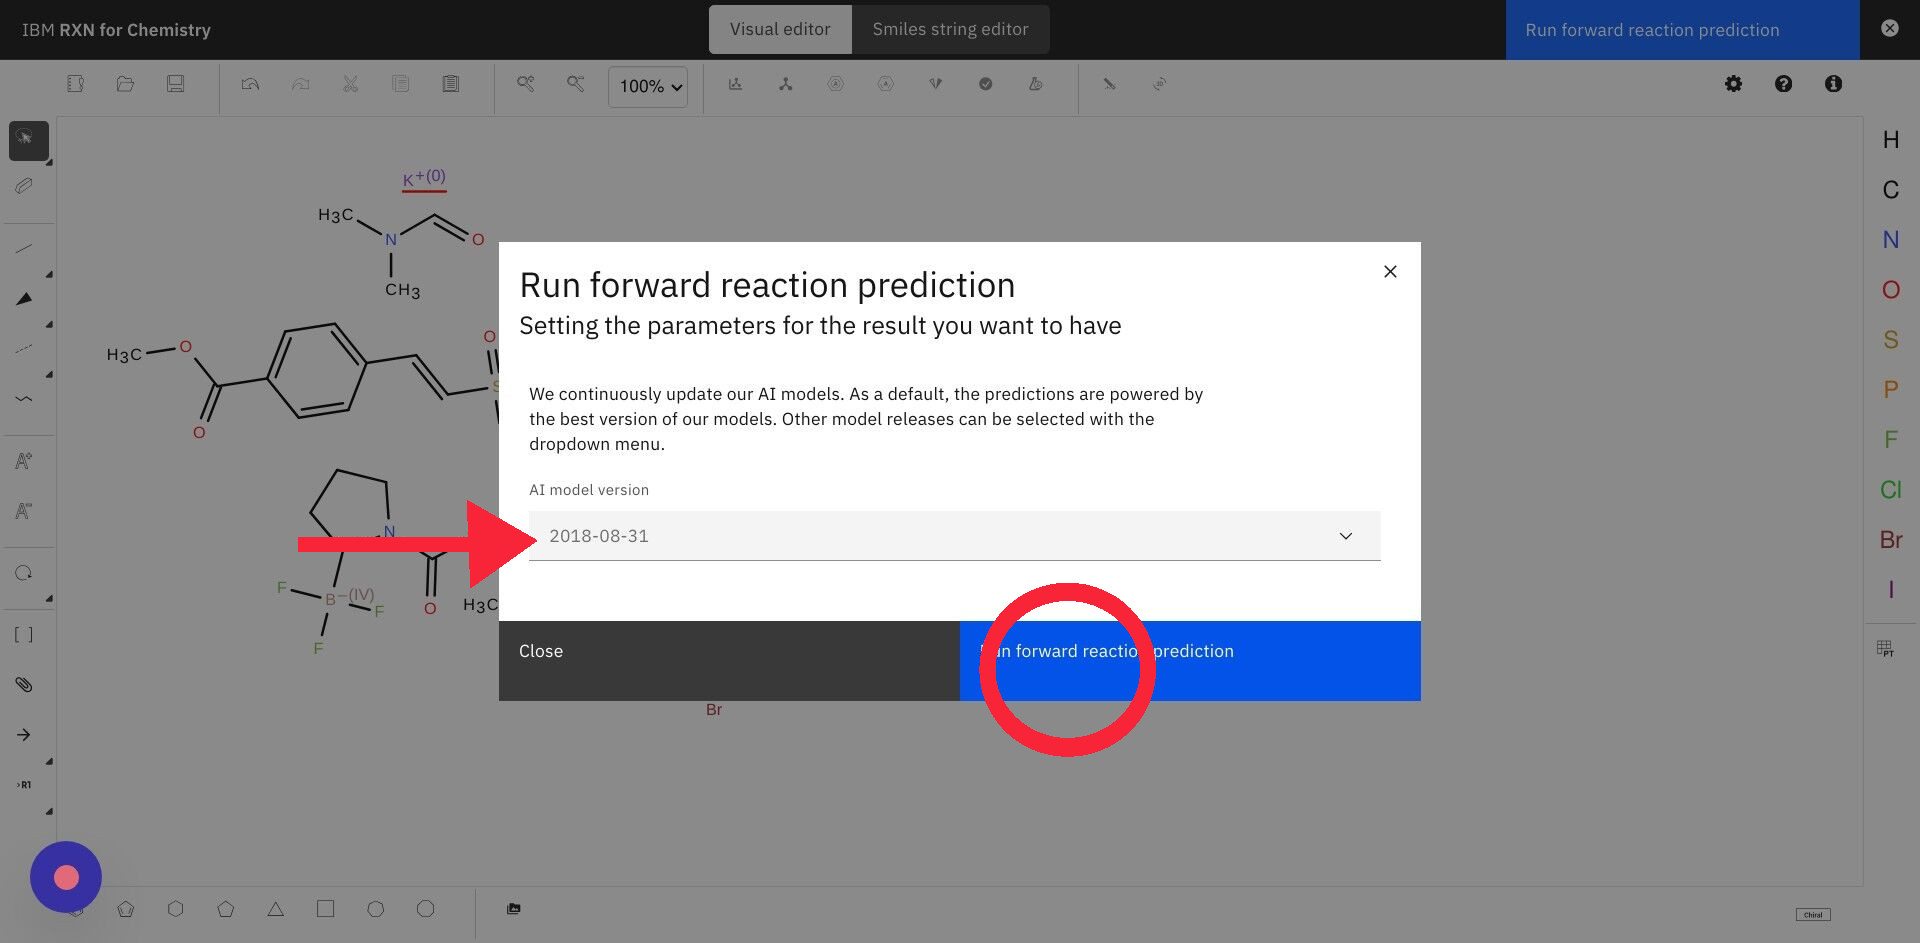 IBM RXN for Chemistry
Visual editor
Smiles string editor
Run forward reaction prediction
100%
K+(0)
H3C
N
O
CH3
H3C
O
O
O
S
N
F
B−(IV)
F
F
O
H3C
Br
Run forward reaction prediction
Setting the parameters for the result you want to have
We continuously update our AI models. As a default, the predictions are powered by
the best version of our models. Other model releases can be selected with the
dropdown menu.
AI model version
2018-08-31
Close
Run forward reaction prediction
A+
A−
[ ]
R1
H
C
N
O
S
P
F
Cl
Br
I
PT
Chiral